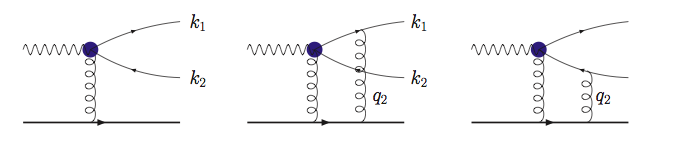 k₁ k₁
k₂ k₂
q₂ q₂